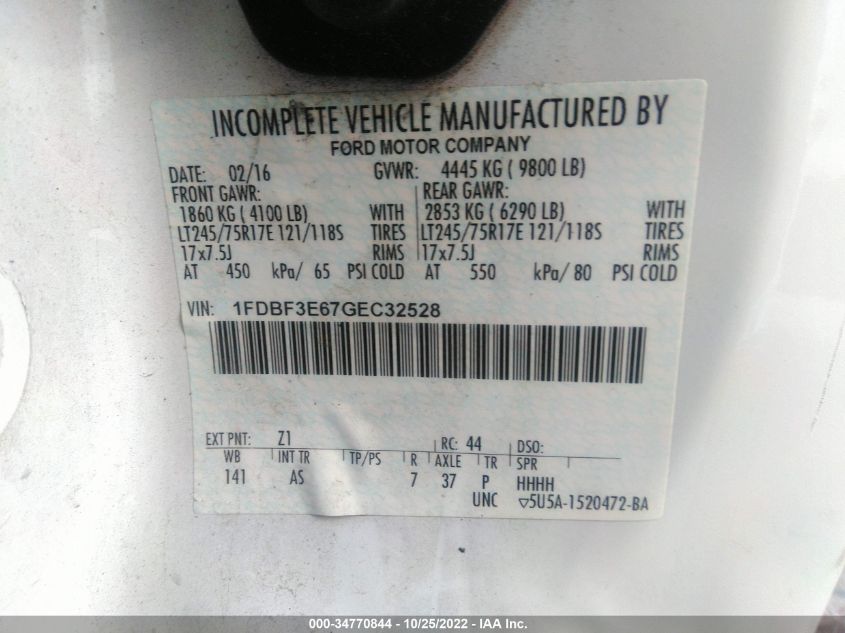 INCOMPLETE VEHICLE MANUFACTURED BY
FORD MOTOR COMPANY
DATE: 02/16 GVWR: 4445 KG ( 9800 LB)
FRONT GAWR: REAR GAWR:
1860 KG ( 4100 LB) WITH 2853 KG ( 6290 LB) WITH
LT245/75R17E 121/118S TIRES LT245/75R17E 121/118S TIRES
17x7.5J RIMS 17x7.5J RIMS
AT 450 kPa/ 65 PSI COLD AT 550 kPa/ 80 PSI COLD
VIN: 1FDBF3E67GEC32528
EXT PNT: Z1 RC: 44 DSO:
WB INT TR TP/PS R AXLE TR SPR
141 AS 7 37 P HHHH
UNC ▽5U5A-1520472-BA
000-34770844 - 10/25/2022 - IAA Inc.